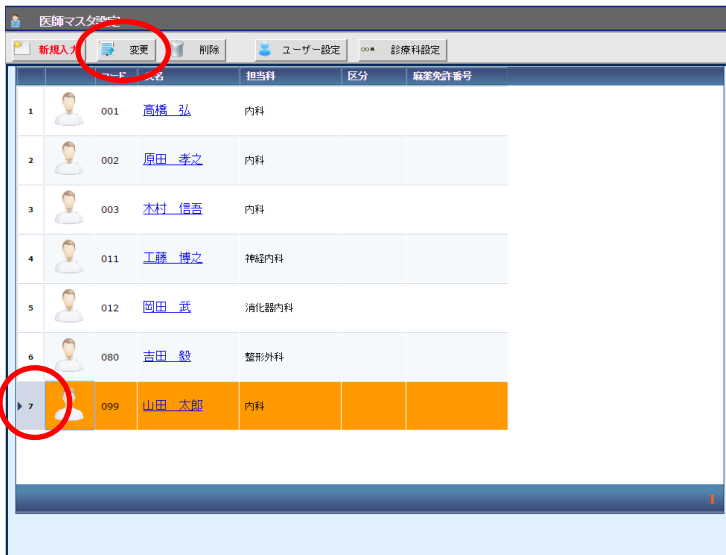 医師マスタ設定
新規入力 変更 削除 ユーザー設定 診療科設定
コード 氏名 担当科 区分 麻薬免許番号
1 001 高橋 弘 内科
2 002 原田 孝之 内科
3 003 木村 信吾 内科
4 011 工藤 博之 神経内科
5 012 岡田 武 消化器内科
6 080 吉田 毅 整形外科
7 099 山田 太郎 内科
1